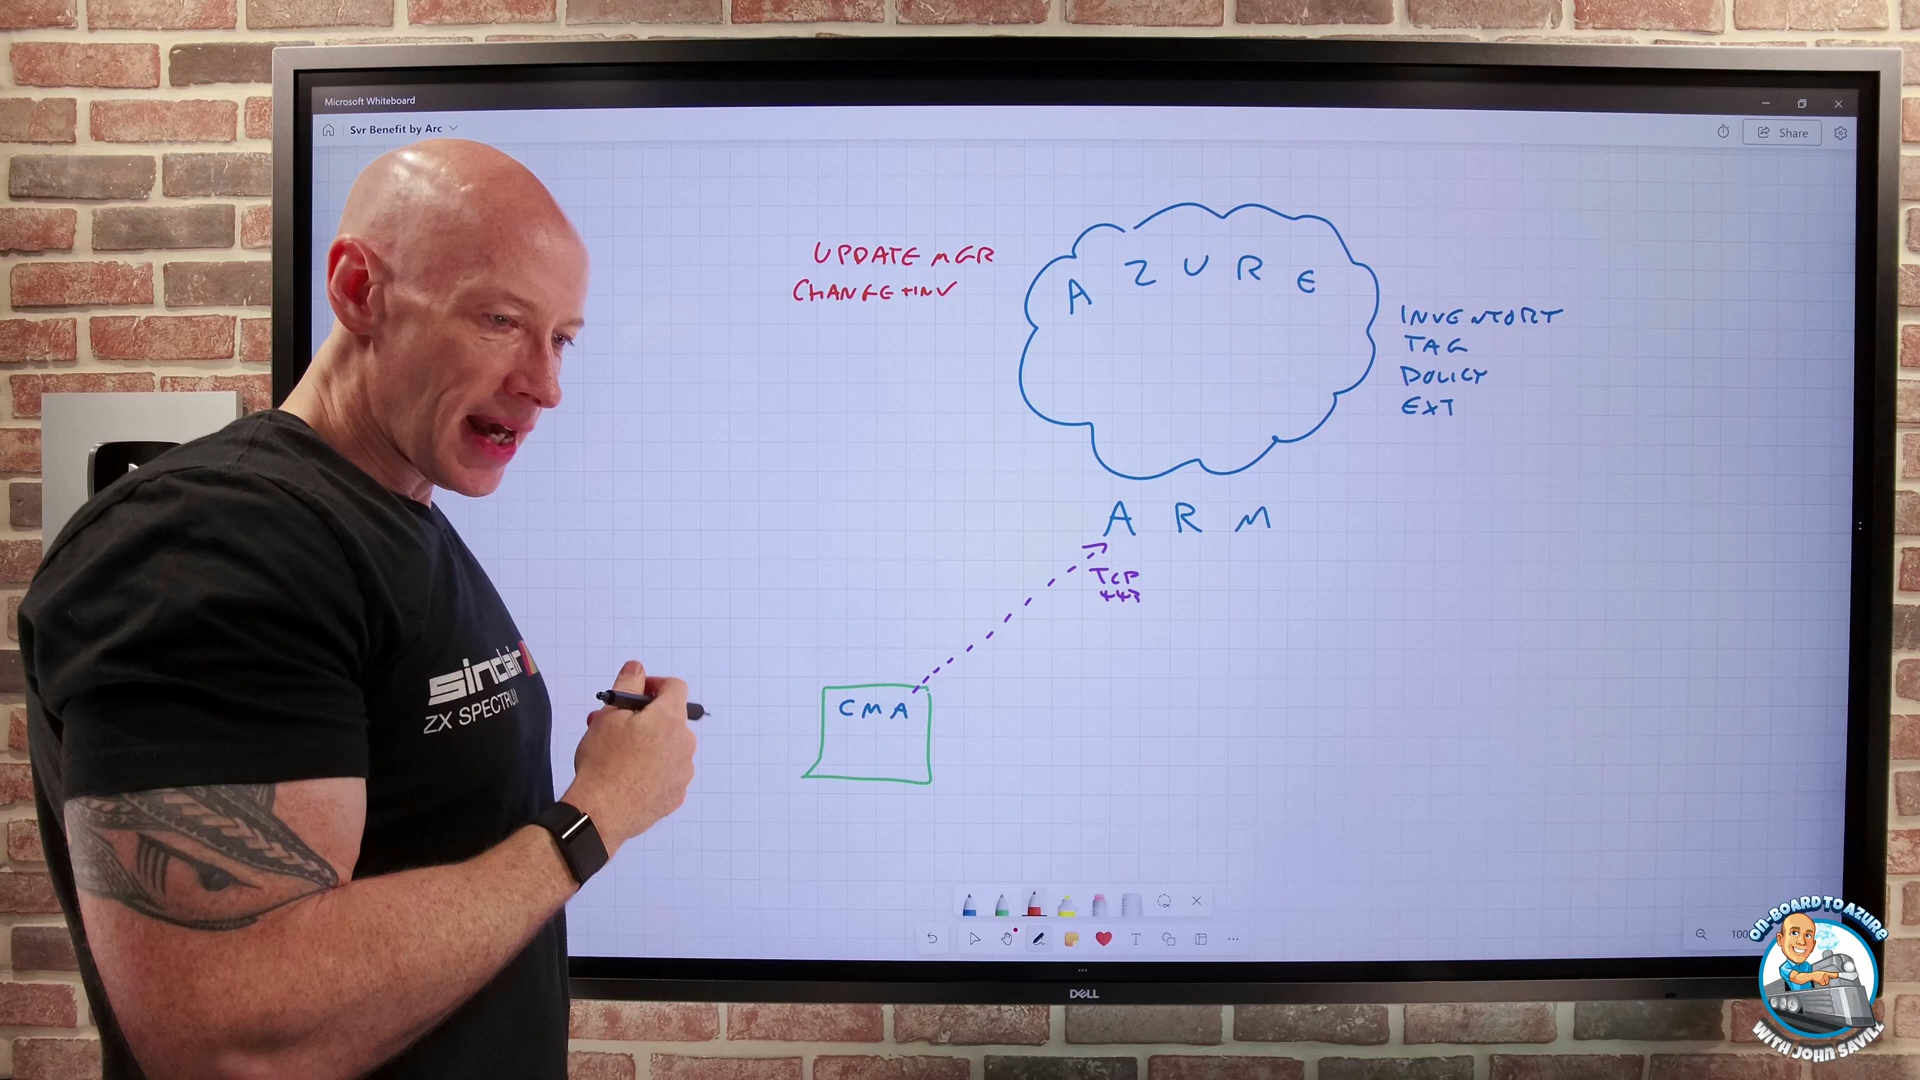 Microsoft Whiteboard
Svr Benefit by Arc
Share
UPDATE MGR
CHANGE + INV
AZURE
INVENTORY
TAG
POLICY
EXT
ARM
TCP
443
CMA
sinclair
ZX SPECTRUM
DELL
ON-BOARD TO AZURE
WITH JOHN SAVILL